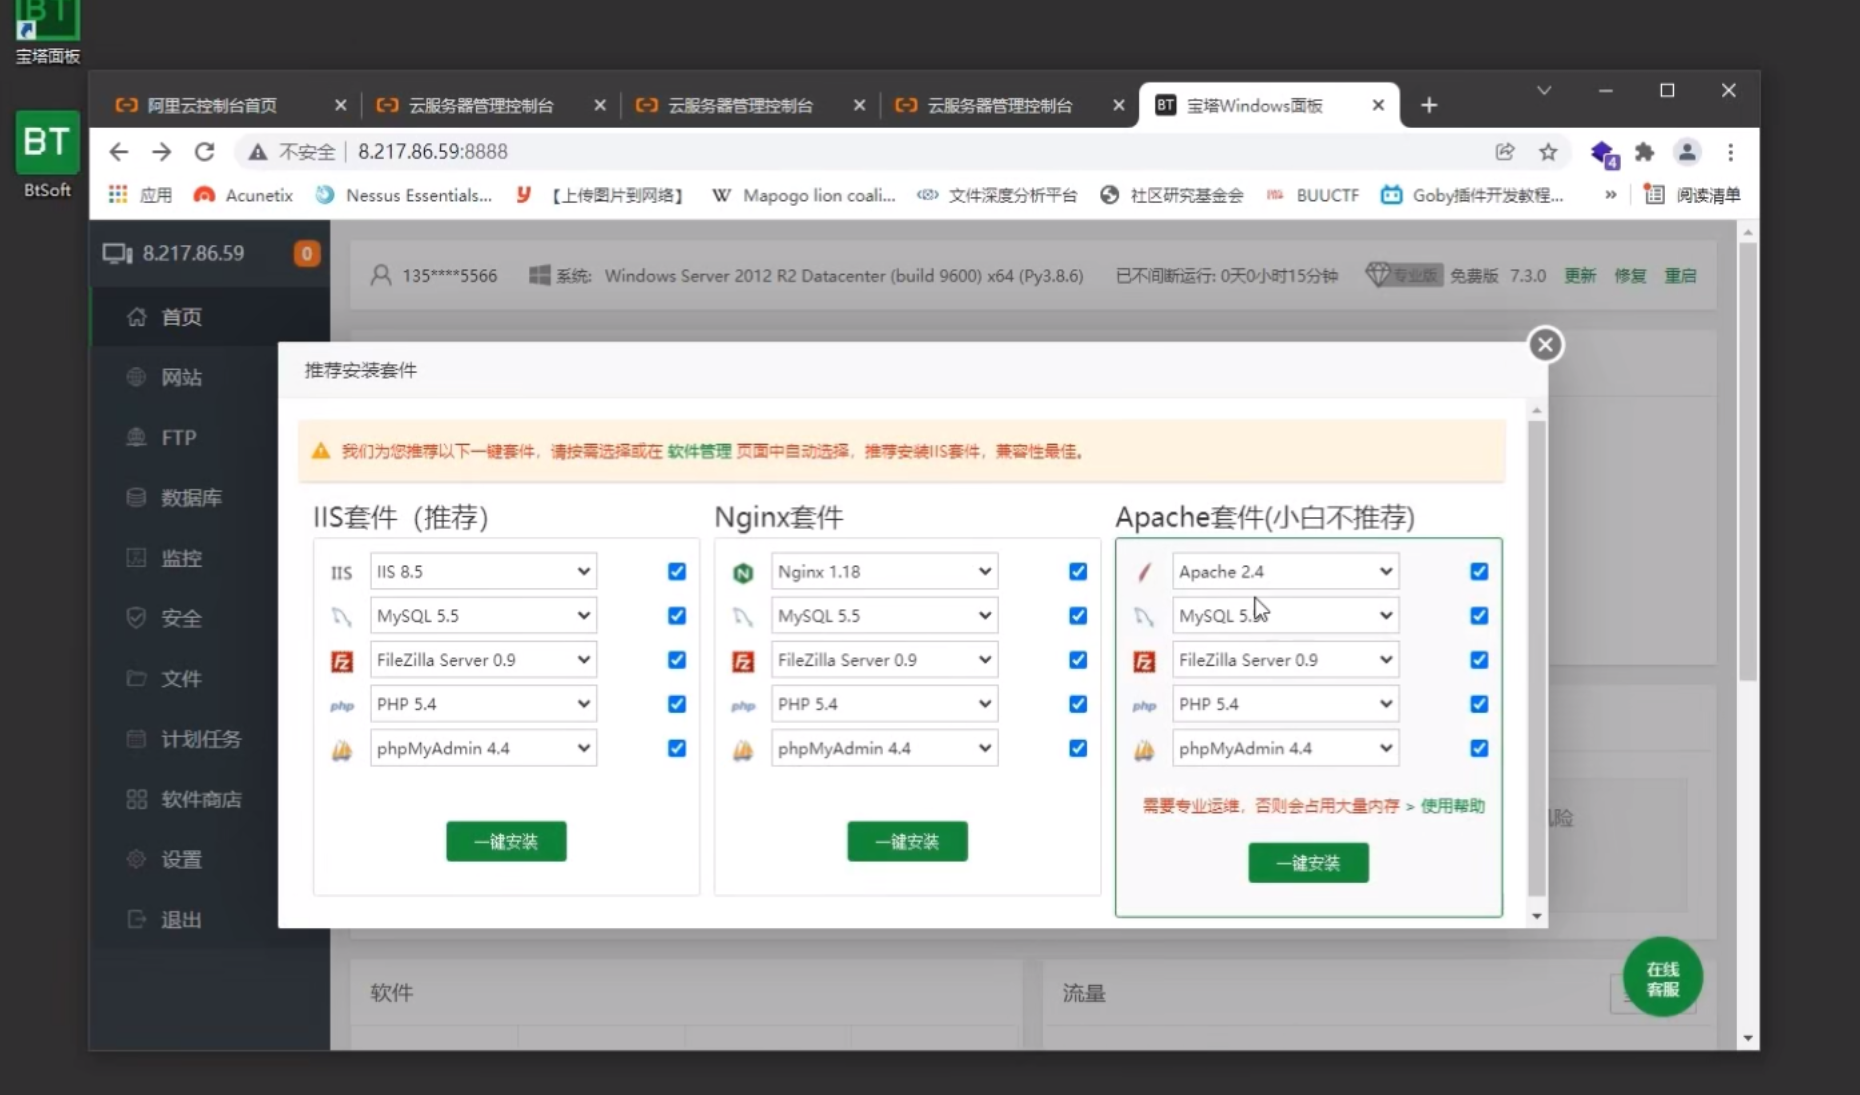 BT
宝塔面板
BT
BtSoft
阿里云控制台首页
云服务器管理控制台
云服务器管理控制台
云服务器管理控制台
BT 宝塔Windows面板
不安全 8.217.86.59:8888
4
应用 Acunetix Nessus Essentials... 【上传图片到网络】 W Mapogo lion coali... 文件深度分析平台 社区研究基金会 BUUCTF Goby插件开发教程... » 阅读清单
8.217.86.59 0
135****5566 系统: Windows Server 2012 R2 Datacenter (build 9600) x64 (Py3.8.6) 已不间断运行: 0天0小时15分钟 专业版 免费版 7.3.0 更新 修复 重启
首页
网站
FTP
数据库
监控
安全
文件
计划任务
软件商店
设置
退出
推荐安装套件
我们为您推荐以下一键套件，请按需选择或在 软件管理 页面中自动选择，推荐安装IIS套件，兼容性最佳。
IIS套件（推荐）
IIS IIS 8.5
MySQL 5.5
FileZilla Server 0.9
php PHP 5.4
phpMyAdmin 4.4
一键安装
Nginx套件
Nginx 1.18
MySQL 5.5
FileZilla Server 0.9
php PHP 5.4
phpMyAdmin 4.4
一键安装
Apache套件(小白不推荐)
Apache 2.4
MySQL 5.5
FileZilla Server 0.9
php PHP 5.4
phpMyAdmin 4.4
需要专业运维，否则会占用大量内存 > 使用帮助
一键安装
风险
软件
流量
在线
客服